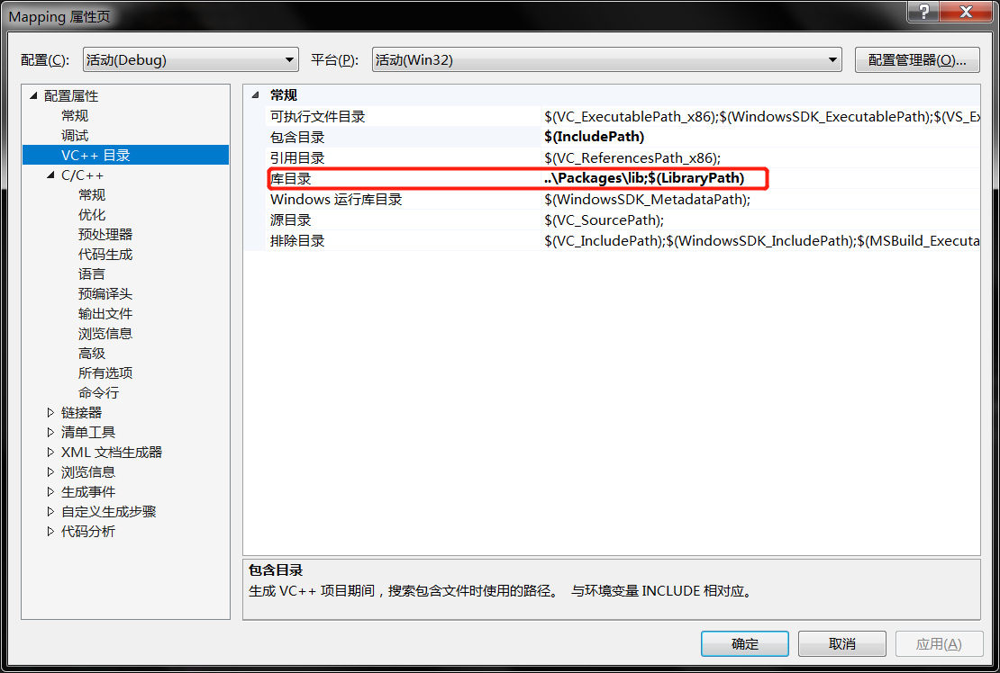 Mapping 属性页
配置(C): 活动(Debug) 平台(P): 活动(Win32) 配置管理器(O)...
配置属性
常规
调试
VC++ 目录
C/C++
常规
优化
预处理器
代码生成
语言
预编译头
输出文件
浏览信息
高级
所有选项
命令行
链接器
清单工具
XML 文档生成器
浏览信息
生成事件
自定义生成步骤
代码分析
常规
可执行文件目录 $(VC_ExecutablePath_x86);$(WindowsSDK_ExecutablePath);$(VS_Ex
包含目录 $(IncludePath)
引用目录 $(VC_ReferencesPath_x86);
库目录 ..\Packages\lib;$(LibraryPath)
Windows 运行库目录 $(WindowsSDK_MetadataPath);
源目录 $(VC_SourcePath);
排除目录 $(VC_IncludePath);$(WindowsSDK_IncludePath);$(MSBuild_Executa
包含目录
生成 VC++ 项目期间，搜索包含文件时使用的路径。 与环境变量 INCLUDE 相对应。
确定 取消 应用(A)